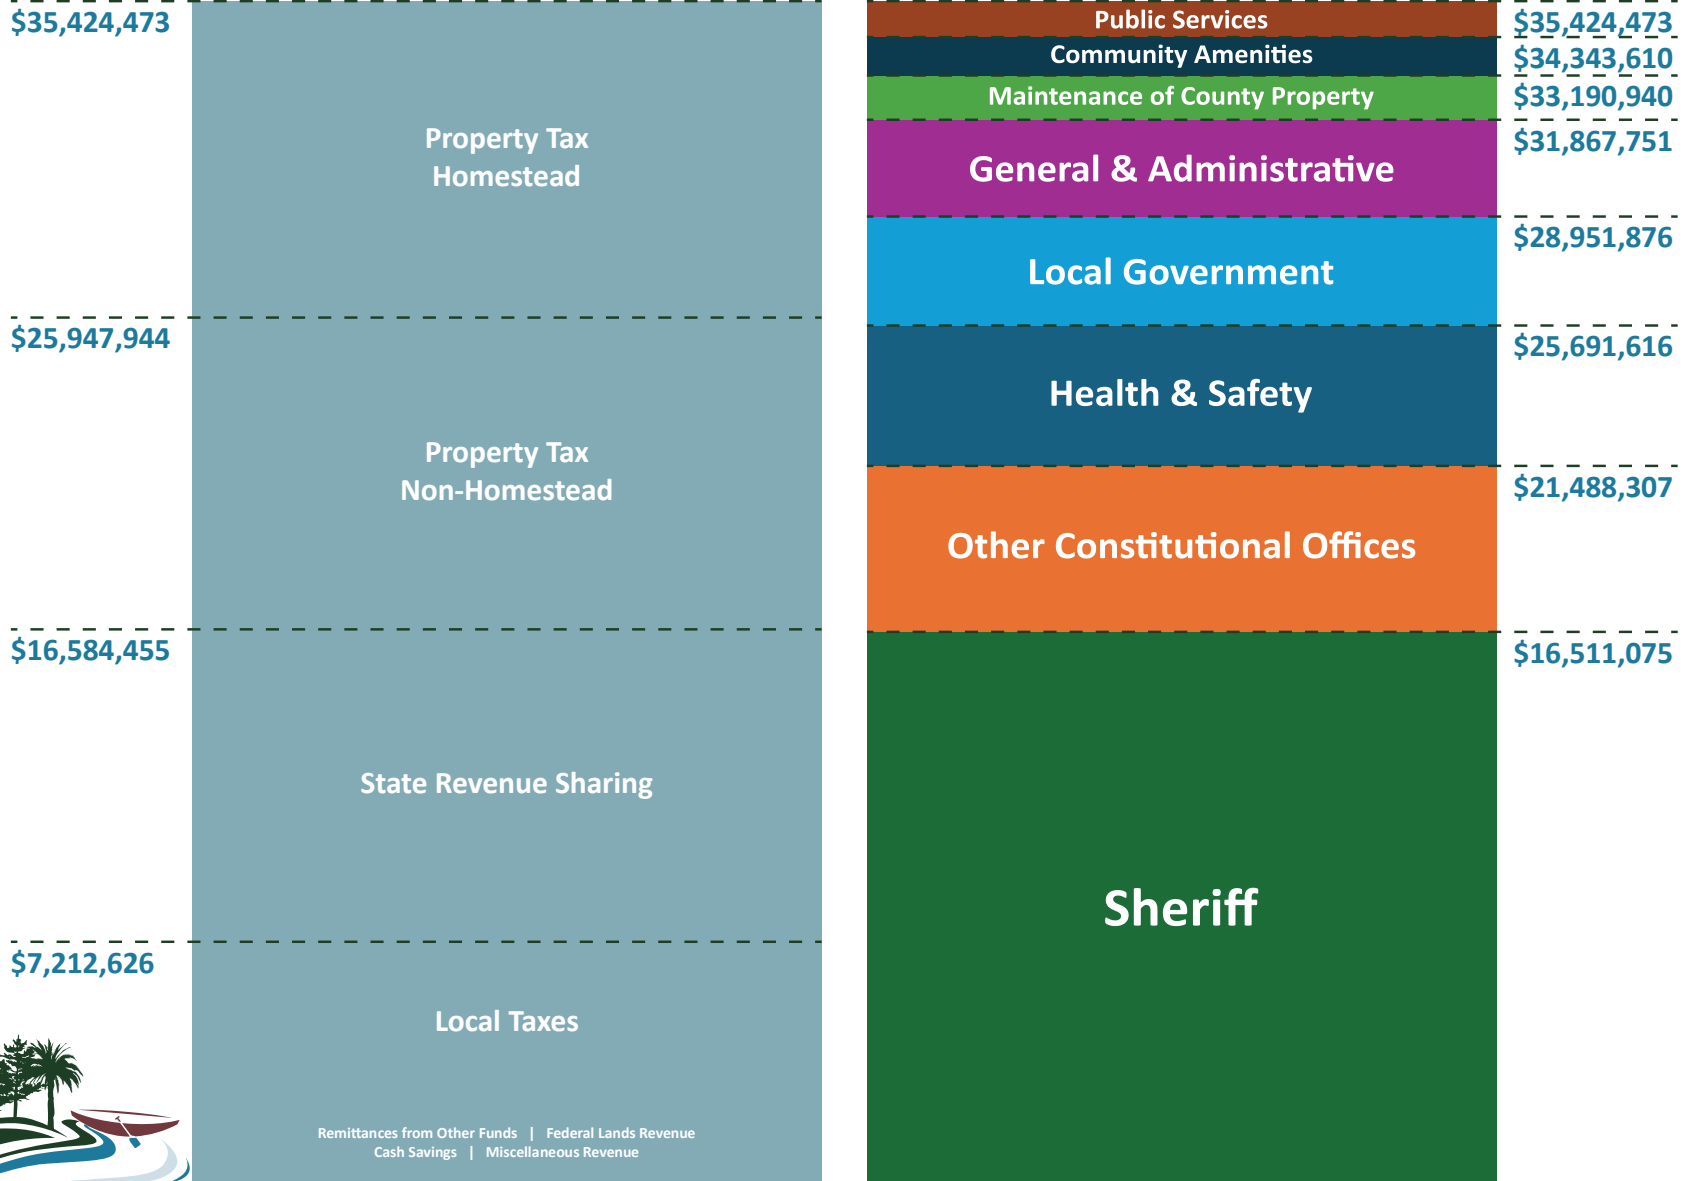 $35,424,473
Property Tax
Homestead
$25,947,944
Property Tax
Non-Homestead
$16,584,455
State Revenue Sharing
$7,212,626
Local Taxes
Remittances from Other Funds | Federal Lands Revenue
Cash Savings | Miscellaneous Revenue
Public Services
$35,424,473
Community Amenities
$34,343,610
Maintenance of County Property
$33,190,940
General & Administrative
$31,867,751
Local Government
$28,951,876
Health & Safety
$25,691,616
Other Constitutional Offices
$21,488,307
Sheriff
$16,511,075